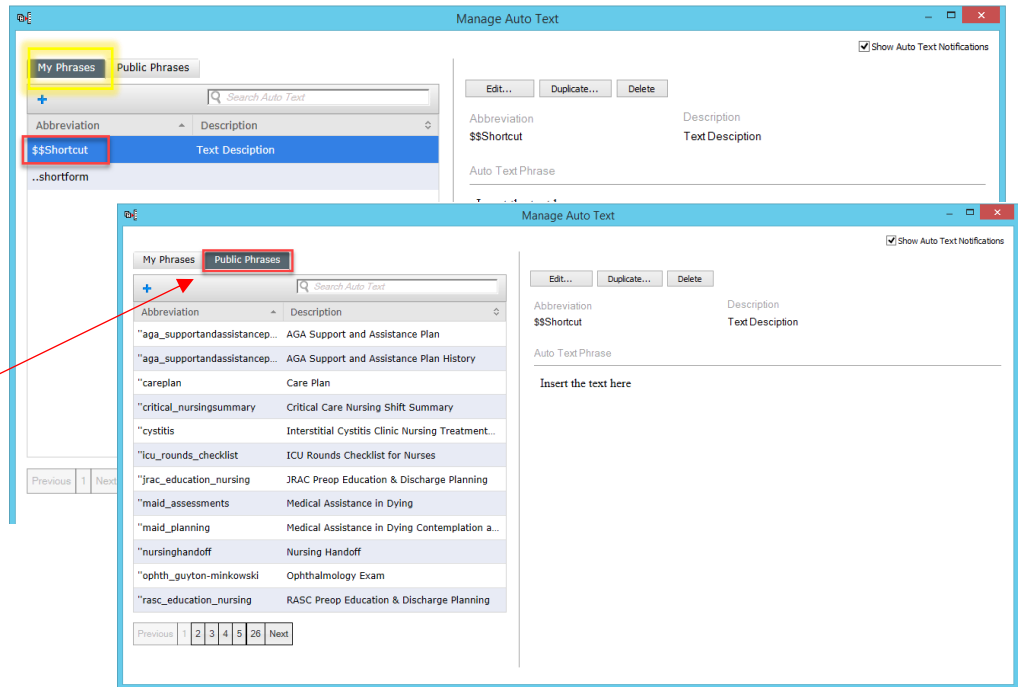 Manage Auto Text
Show Auto Text Notifications
My Phrases Public Phrases
Search Auto Text
Abbreviation Description
$$Shortcut Text Desciption
..shortform
Edit... Duplicate... Delete
Abbreviation Description
$$Shortcut Text Desciption
Auto Text Phrase
Previous 1 Next
Manage Auto Text
Show Auto Text Notifications
My Phrases Public Phrases
Search Auto Text
Abbreviation Description
"aga_supportandassistancep... AGA Support and Assistance Plan
"aga_supportandassistancep... AGA Support and Assistance Plan History
"careplan Care Plan
"critical_nursingsummary Critical Care Nursing Shift Summary
"cystitis Interstitial Cystitis Clinic Nursing Treatment...
"icu_rounds_checklist ICU Rounds Checklist for Nurses
"jrac_education_nursing JRAC Preop Education & Discharge Planning
"maid_assessments Medical Assistance in Dying
"maid_planning Medical Assistance in Dying Contemplation a...
"nursinghandoff Nursing Handoff
"ophth_guyton-minkowski Ophthalmology Exam
"rasc_education_nursing RASC Preop Education & Discharge Planning
Previous 1 2 3 4 5 26 Next
Edit... Duplicate... Delete
Abbreviation Description
$$Shortcut Text Desciption
Auto Text Phrase
Insert the text here